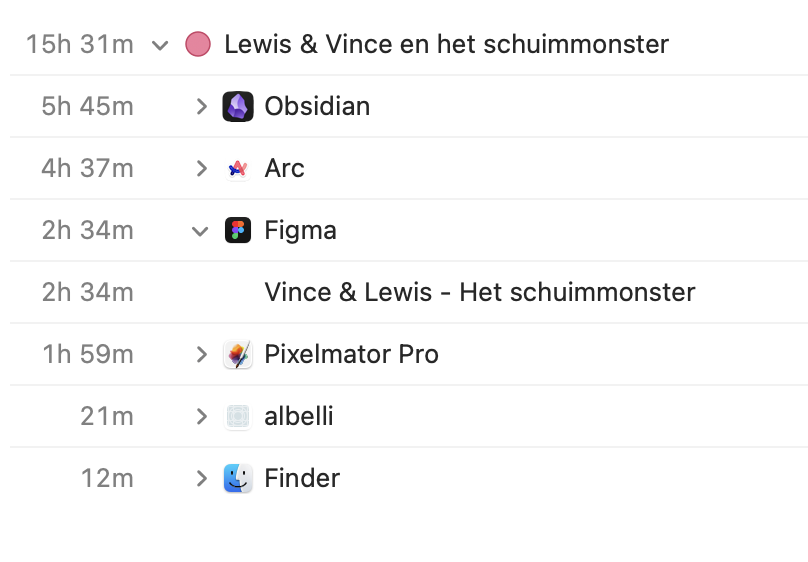 15h 31m Lewis & Vince en het schuimmonster
5h 45m Obsidian
4h 37m Arc
2h 34m Figma
2h 34m Vince & Lewis - Het schuimmonster
1h 59m Pixelmator Pro
21m albelli
12m Finder